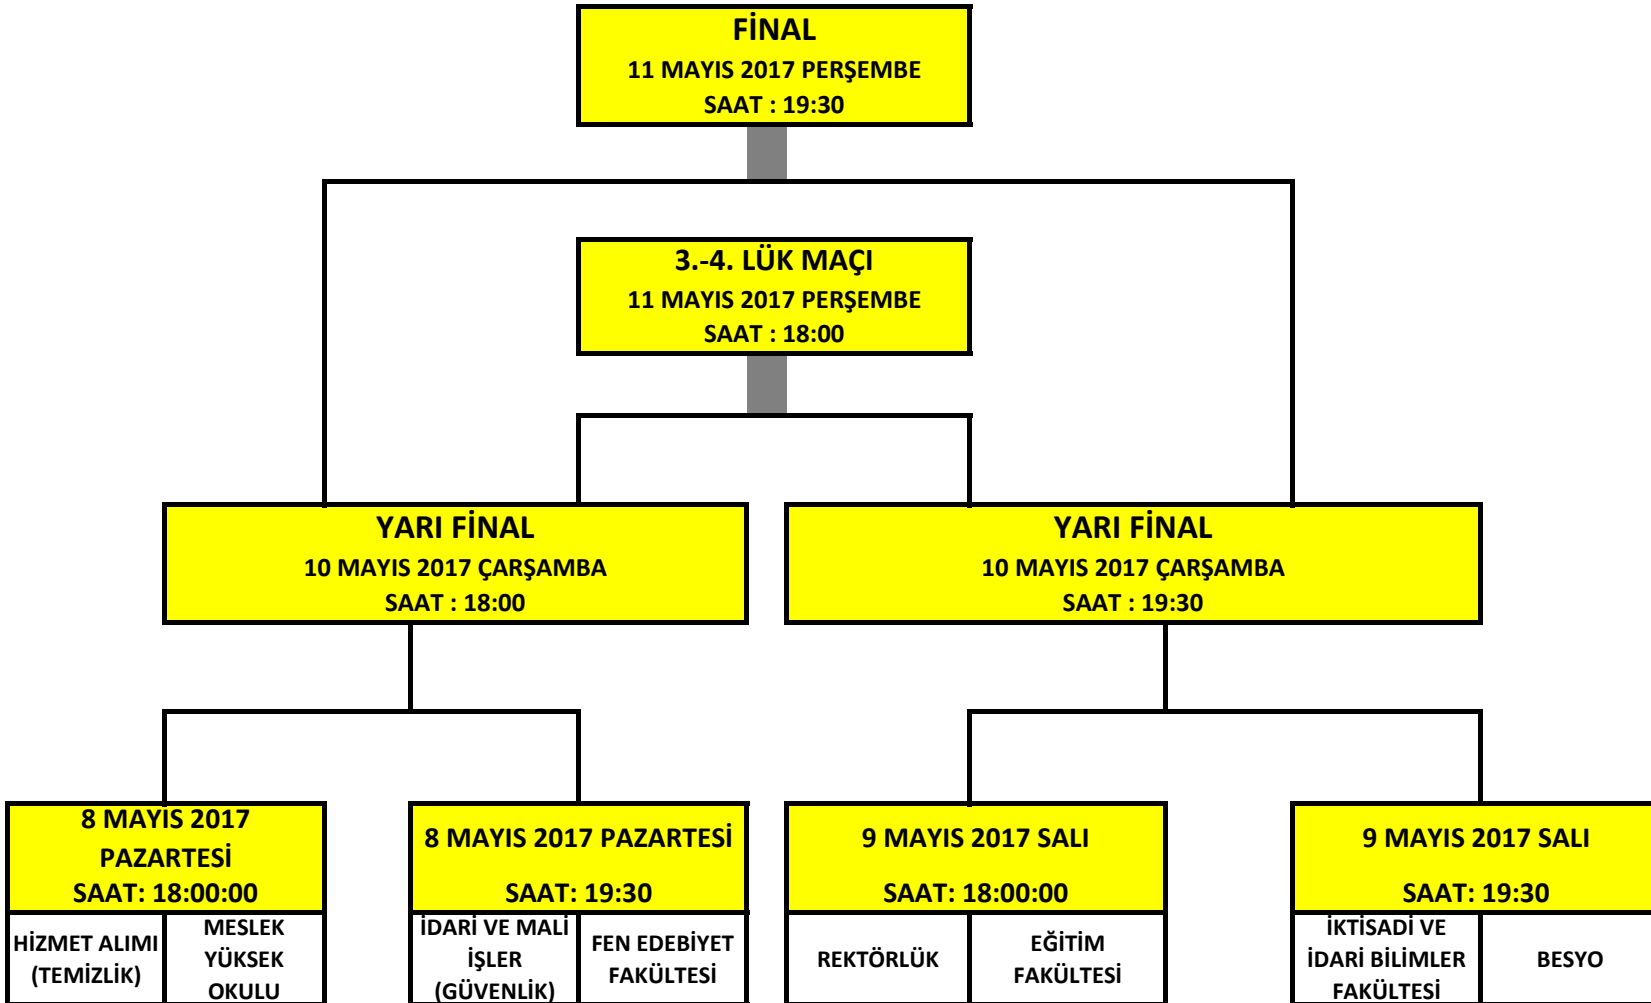 FİNAL
11 MAYIS 2017 PERŞEMBE
SAAT : 19:30
3.-4. LÜK MAÇI
11 MAYIS 2017 PERŞEMBE
SAAT : 18:00
YARI FİNAL
10 MAYIS 2017 ÇARŞAMBA
SAAT : 18:00
YARI FİNAL
10 MAYIS 2017 ÇARŞAMBA
SAAT : 19:30
8 MAYIS 2017
PAZARTESİ
SAAT: 18:00:00
HİZMET ALIMI
(TEMİZLİK)
MESLEK
YÜKSEK
OKULU
8 MAYIS 2017 PAZARTESİ
SAAT: 19:30
İDARİ VE MALİ
İŞLER
(GÜVENLİK)
FEN EDEBİYET
FAKÜLTESİ
9 MAYIS 2017 SALI
SAAT: 18:00:00
REKTÖRLÜK
EĞİTİM
FAKÜLTESİ
9 MAYIS 2017 SALI
SAAT: 19:30
İKTİSADİ VE
İDARİ BİLİMLER
FAKÜLTESİ
BESYO